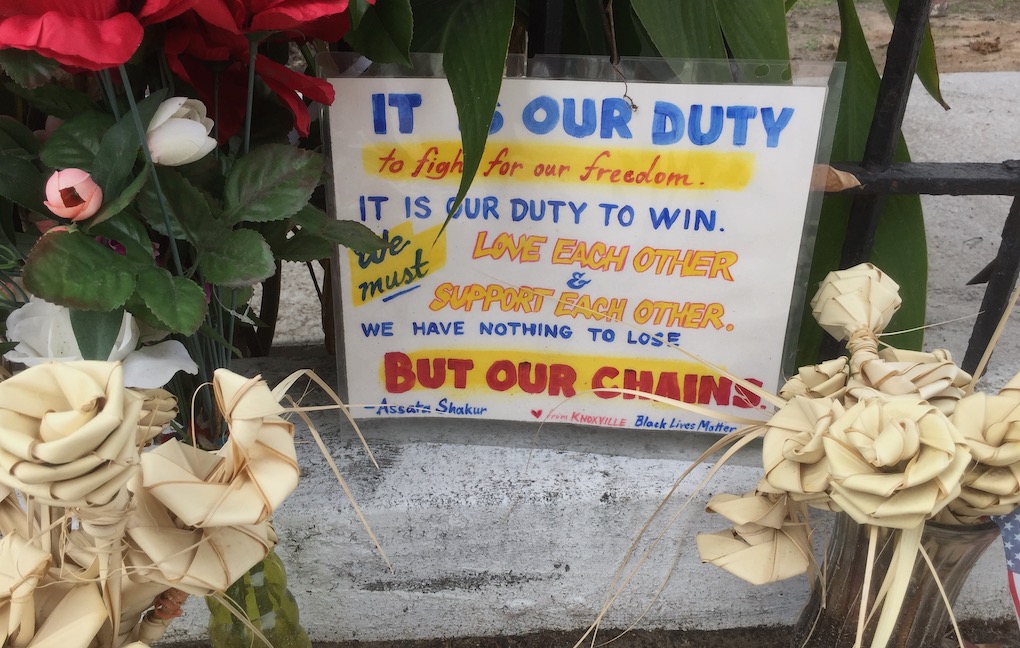 IT IS OUR DUTY
to fight for our freedom.
IT IS OUR DUTY TO WIN.
We must
LOVE EACH OTHER
&
SUPPORT EACH OTHER.
WE HAVE NOTHING TO LOSE
BUT OUR CHAINS.
-Assata Shakur
from KNOXVILLE Black Lives Matter